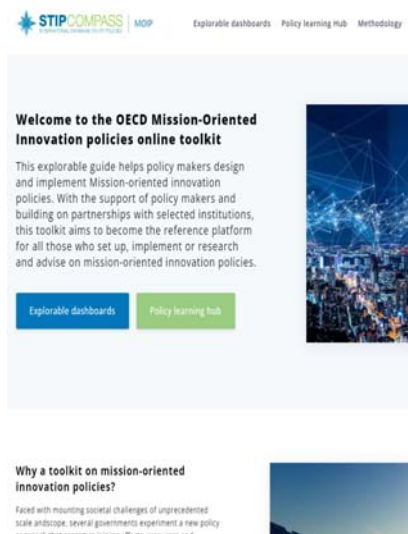 STIPCOMPASS MOIP Explorable dashboards Policy learning Hub Methodology
Welcome to the OECD Mission-Oriented
Innovation policies online toolkit
This explorable guide helps policy makers design
and implement Mission-oriented innovation
policies. With the support of policy makers and
building on partnerships with selected institutions,
this toolkit aims to become the reference platform
for all those who set up, implement or research
and advise on mission-oriented innovation policies.
Explorable dashboards Policy learning hub
Why a toolkit on mission-oriented
innovation policies?
Faced with mounting societal challenges of unprecedented
scale andscope, several governments experiment a new policy